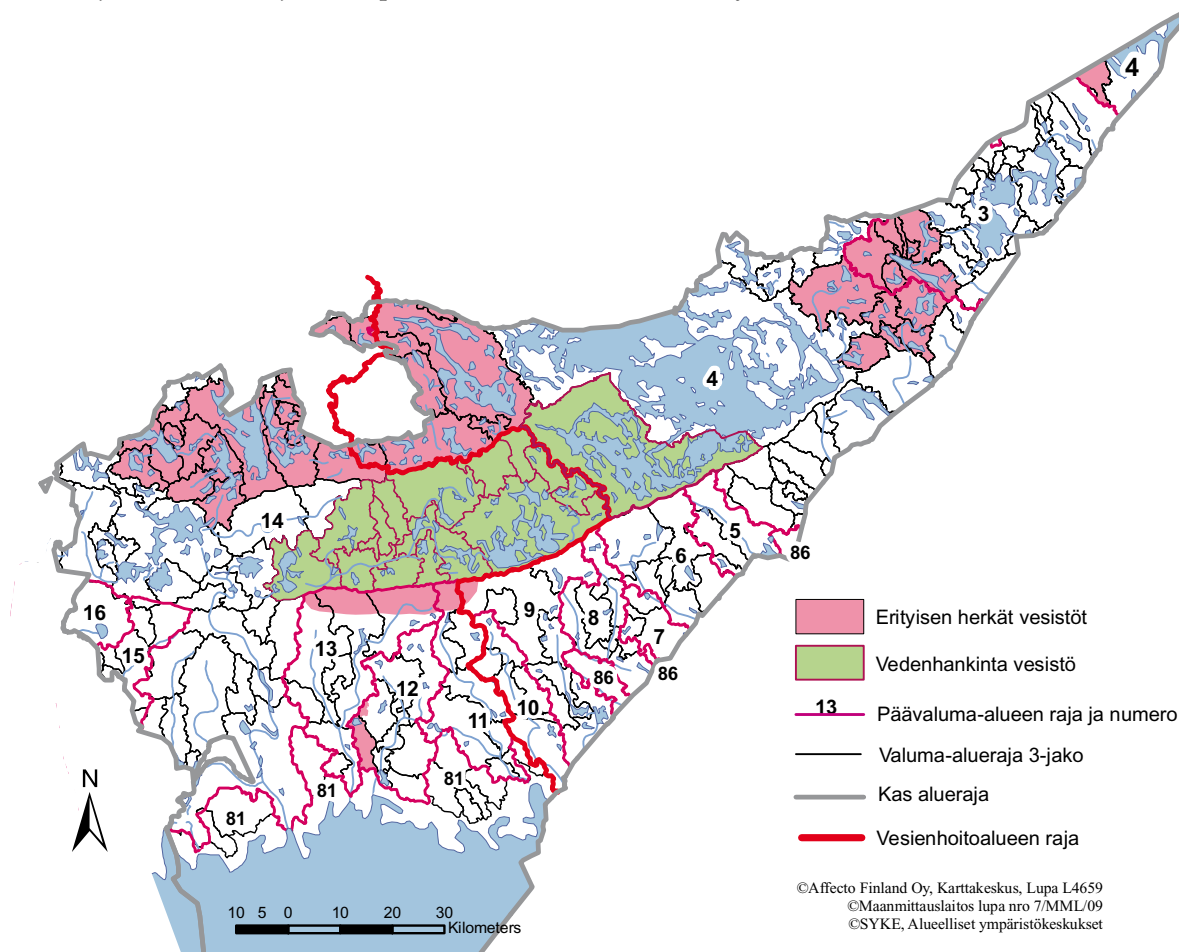 4
3
4
14
5
86
6
16
9
8
7
15
13
86
86
12
10
11
81
81
81
Erityisen herkät vesistöt
Vedenhankinta vesistö
13 Päävaluma-alueen raja ja numero
Valuma-alueraja 3-jako
Kas alueraja
Vesienhoitoalueen raja
N
10 5 0 10 20 30
Kilometers
©Affecto Finland Oy, Karttakeskus, Lupa L4659
©Maanmittauslaitos lupa nro 7/MML/09
©SYKE, Alueelliset ympäristökeskukset